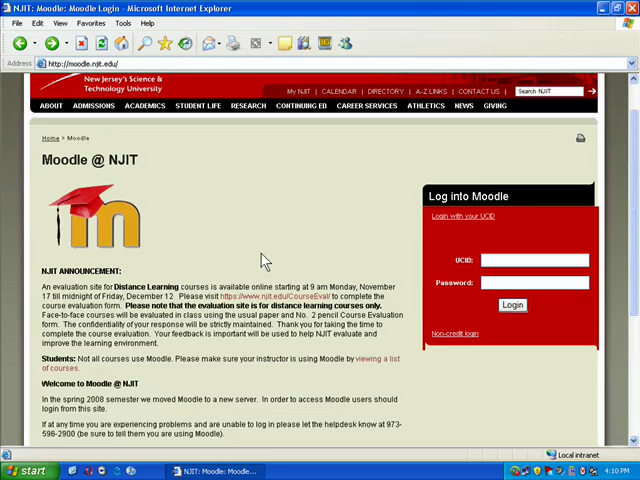 NJIT: Moodle: Moodle Login - Microsoft Internet Explorer
File Edit View Favorites Tools Help
Address http://moodle.njit.edu/
New Jersey's Science &
Technology University
My NJIT | CALENDAR | DIRECTORY | A-Z LINKS | CONTACT US Search NJIT
ABOUT ADMISSIONS ACADEMICS STUDENT LIFE RESEARCH CONTINUING ED CAREER SERVICES ATHLETICS NEWS GIVING
Home > Moodle
Moodle @ NJIT
m
Log into Moodle
Login with your UCID
UCID:
Password:
Login
Non-credit login
NJIT ANNOUNCEMENT:
An evaluation site for Distance Learning courses is available online starting at 9 am Monday, November
17 till midnight of Friday, December 12 Please visit https://www.njit.edu/CourseEval/ to complete the
course evaluation form. Please note that the evaluation site is for distance learning courses only.
Face-to-face courses will be evaluated in class using the usual paper and No. 2 pencil Course Evaluation
form. The confidentiality of your response will be strictly maintained. Thank you for taking the time to
complete the course evaluation. Your feedback is important will be used to help NJIT evaluate and
improve the learning environment.
Students: Not all courses use Moodle. Please make your instructor is using Moodle by viewing a list
of courses.
Welcome to Moodle @ NJIT
In the spring 2008 semester we moved Moodle to a new server. In order to access Moodle users should
login from this site.
If at any time you are experiencing problems and are unable to log in please let the helpdesk know at 973-
596-2900 (be sure to tell them you are using Moodle).
Local intranet
start NJIT: Moodle: Moodle... 4:10 PM